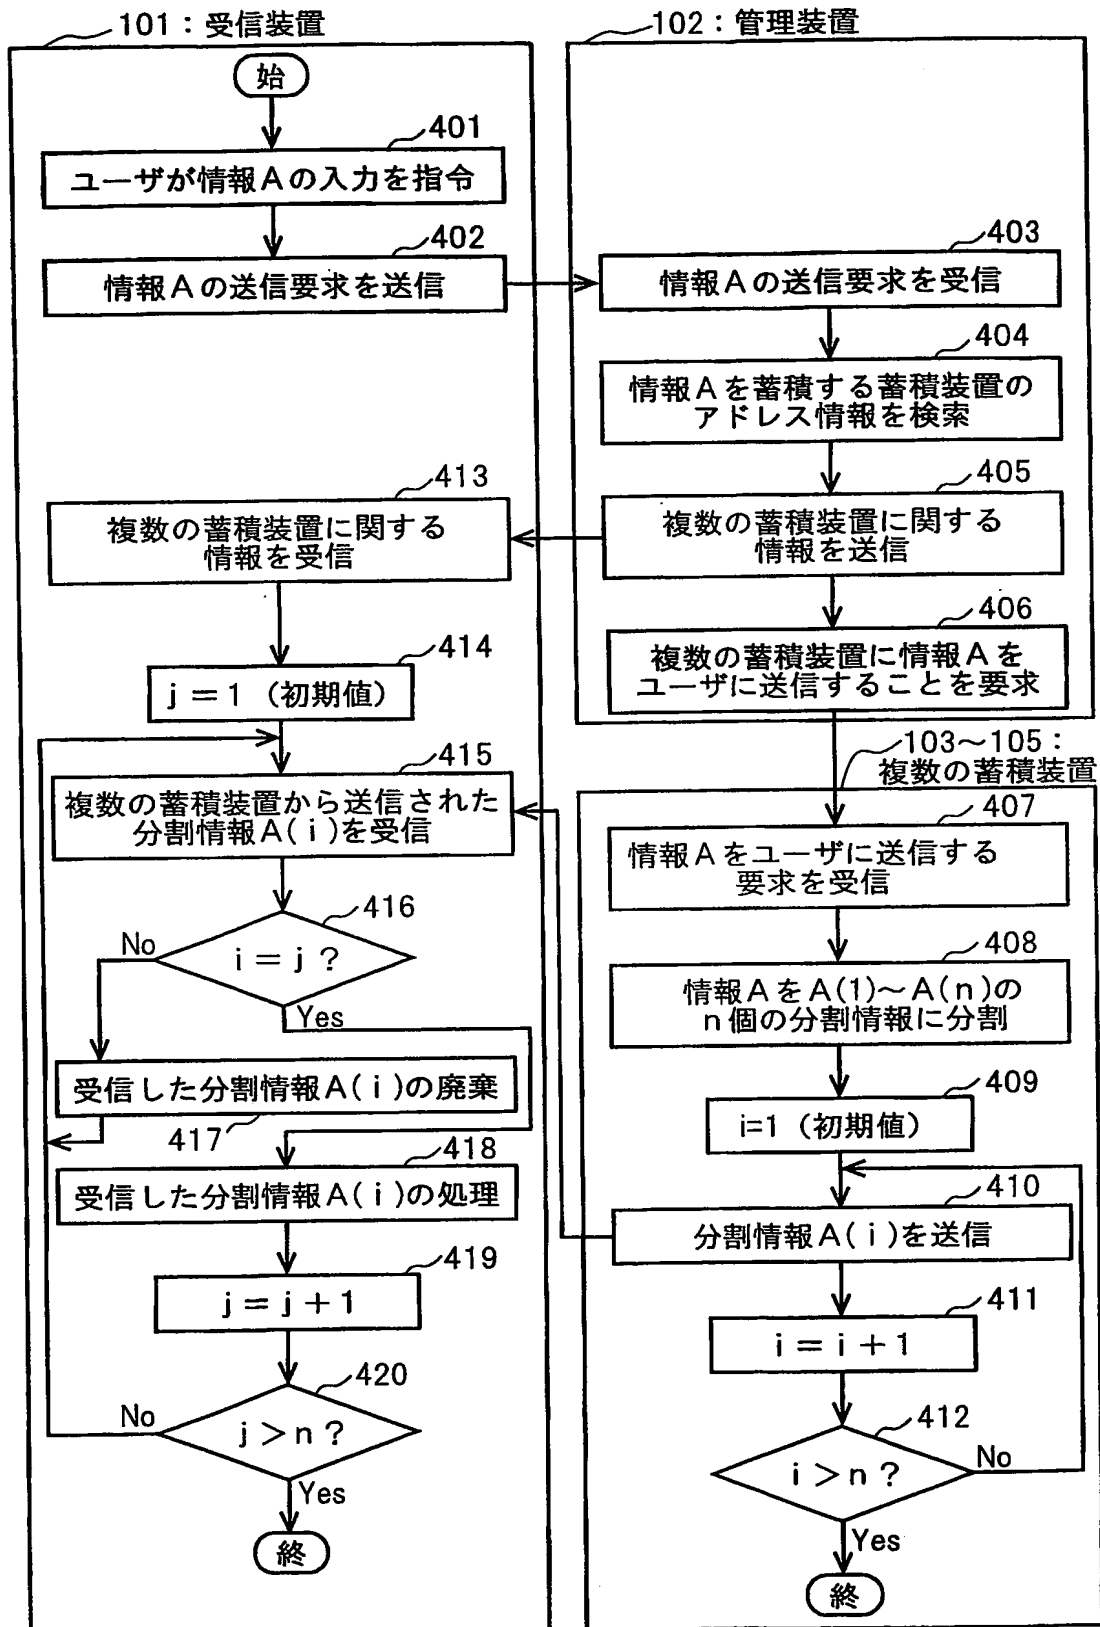 101：受信装置
始
401
ユーザが情報Aの入力を指令
402
情報Aの送信要求を送信
413
複数の蓄積装置に関する
情報を受信
414
j＝1（初期値）
415
複数の蓄積装置から送信された
分割情報A(i)を受信
416
i＝j？
No
Yes
受信した分割情報A(i)の廃棄
417
418
受信した分割情報A(i)の処理
419
j＝j＋1
420
j＞n？
No
Yes
終
102：管理装置
403
情報Aの送信要求を受信
404
情報Aを蓄積する蓄積装置の
アドレス情報を検索
405
複数の蓄積装置に関する
情報を送信
406
複数の蓄積装置に情報Aを
ユーザに送信することを要求
103～105：
複数の蓄積装置
407
情報Aをユーザに送信する
要求を受信
408
情報AをA(1)～A(n)の
n個の分割情報に分割
409
i=1（初期値）
410
分割情報A(i)を送信
411
i＝i＋1
412
i＞n？
No
Yes
終